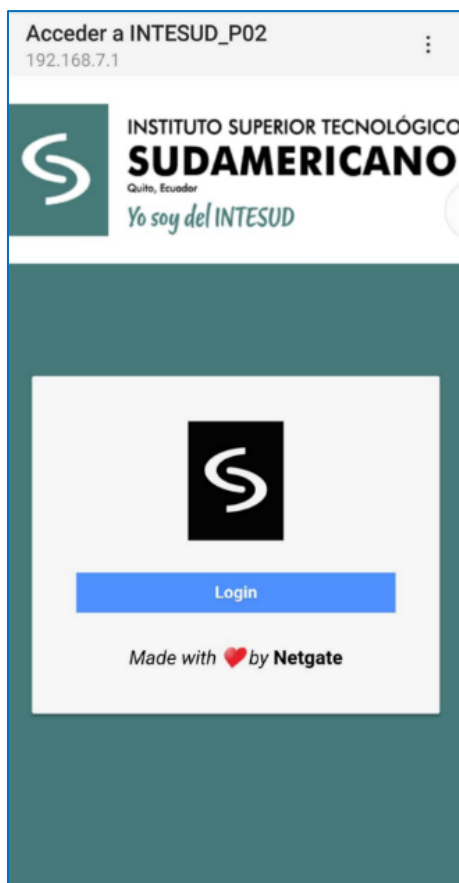 Acceder a INTESUD_P02
192.168.7.1
INSTITUTO SUPERIOR TECNOLÓGICO
SUDAMERICANO
Quito, Ecuador
Yo soy del INTESUD
Login
Made with ❤️ by Netgate